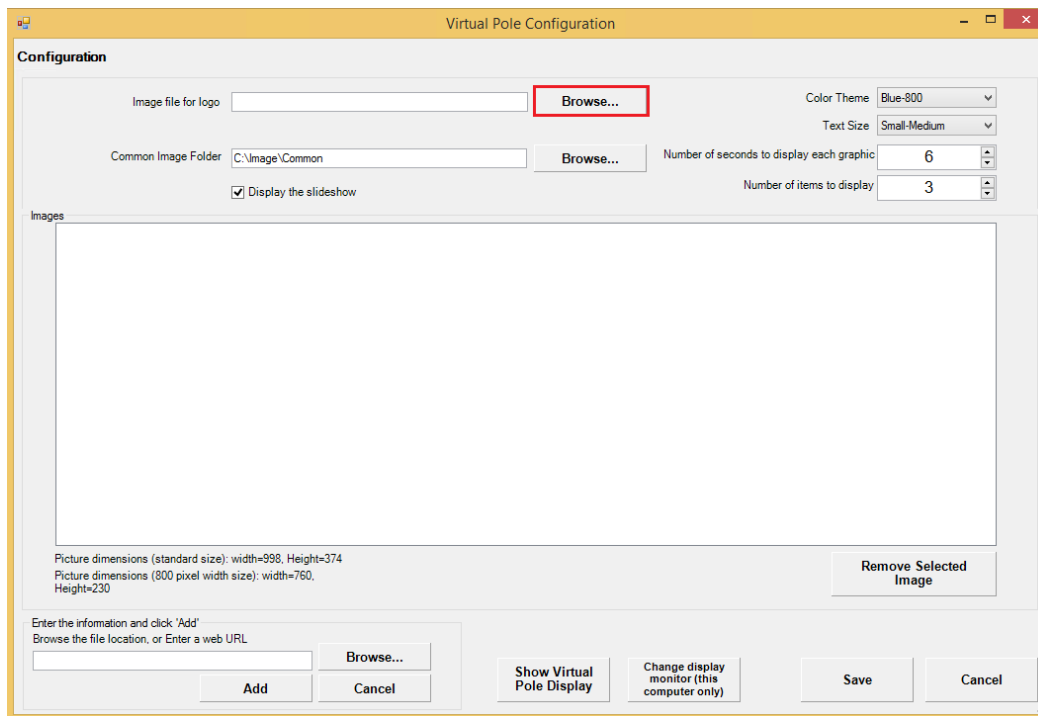 Virtual Pole Configuration
Configuration
Image file for logo
Browse...
Color Theme
Blue-800
Text Size
Small-Medium
Common Image Folder
C:\Image\Common
Browse...
Number of seconds to display each graphic
6
Display the slideshow
Number of items to display
3
Images
Picture dimensions (standard size): width=998, Height=374
Picture dimensions (800 pixel width size): width=760,
Height=230
Remove Selected
Image
Enter the information and click 'Add'
Browse the file location, or Enter a web URL
Browse...
Add
Cancel
Show Virtual
Pole Display
Change display
monitor (this
computer only)
Save
Cancel